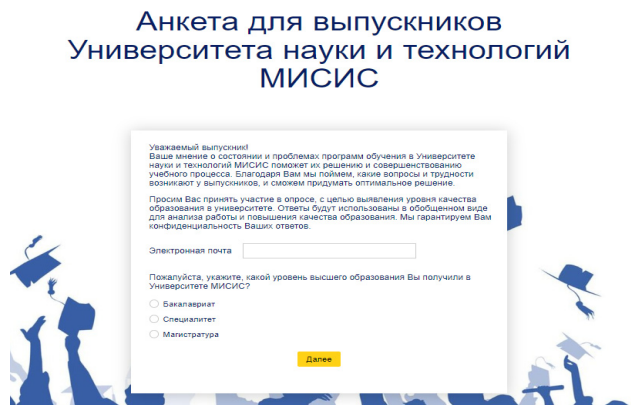 Анкета для выпускников
Университета науки и технологий
МИСИС
Уважаемый выпускник!
Ваше мнение о состоянии и проблемах программ обучения в Университете
науки и технологий МИСИС поможет их решению и совершенствованию
учебного процесса. Благодаря Вам мы поймем, какие вопросы и трудности
возникают у выпускников, и сможем придумать оптимальное решение.
Просим Вас принять участие в опросе, с целью выявления уровня качества
образования в университете. Ответы будут использованы в обобщенном виде
для анализа работы и повышения качества образования. Мы гарантируем Вам
конфиденциальность Ваших ответов.
Электронная почта
Пожалуйста, укажите, какой уровень высшего образования Вы получили в
Университете МИСИС?
Бакалавриат
Специалитет
Магистратура
Далее